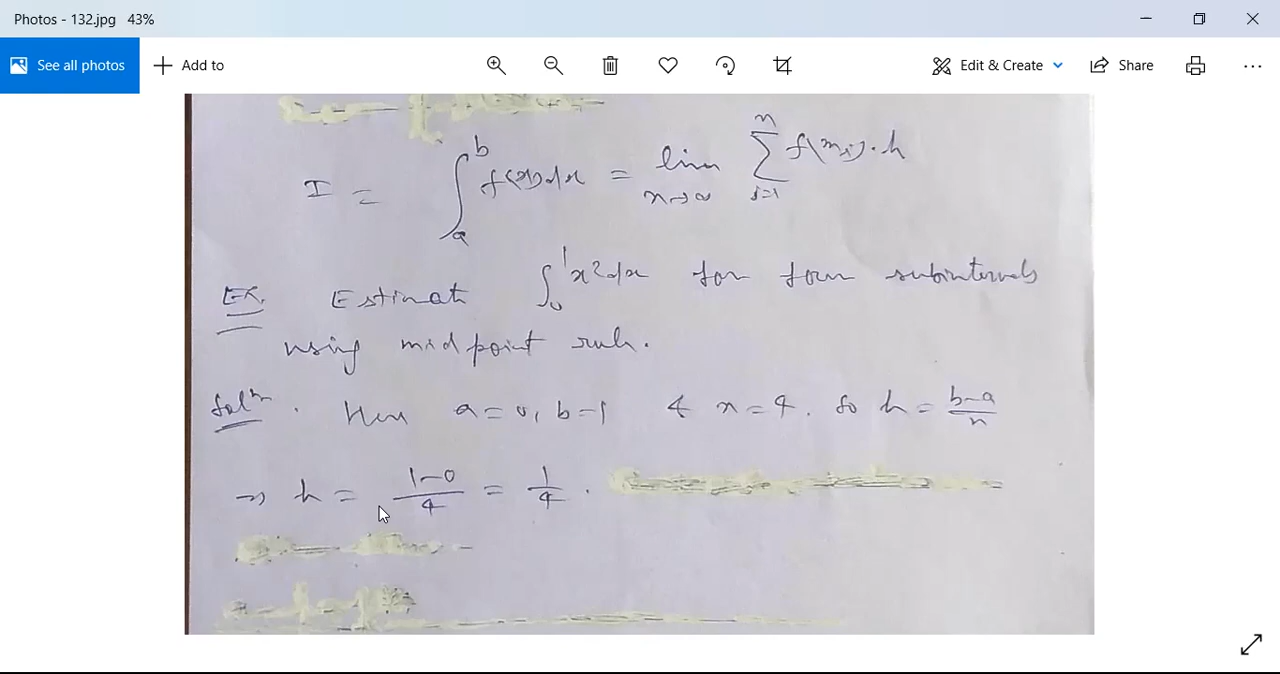 Photos - 132.jpg 43%
See all photos
Add to
Edit & Create
Share
I = ∫_a^b f(x)dx = lim_{n→∞} Σ_{i=1}^n f(m_i)·h
Ex. Estimat ∫_0^1 x²dx for four subintervals
using midpoint rule.
Solⁿ. Here a=0, b=1 & n=4. So h = (b-a)/n
⇒ h = (1-0)/4 = 1/4.